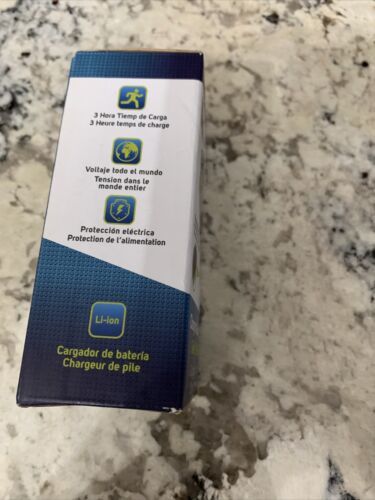 3 Hora Tiemp de Carga
3 Heure temps de charge
Voltaje todo el mundo
Tension dans le
monde entier
Protección eléctrica
Protection de l'alimentation
Li-ion
Cargador de batería
Chargeur de pile